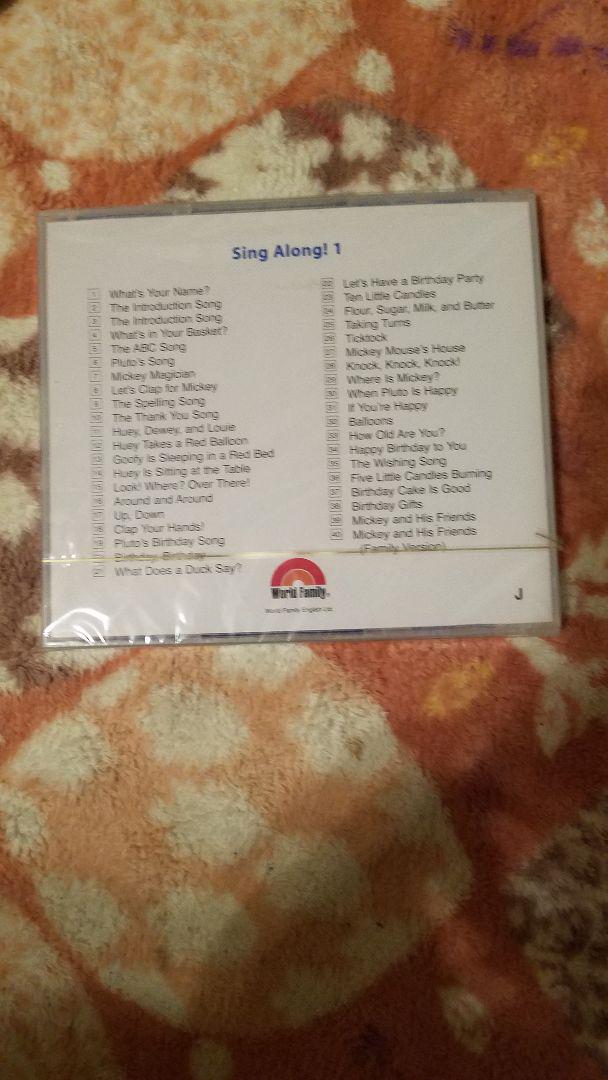 Sing Along! 1
1 What's Your Name?
2 The Introduction Song
3 The Introduction Song
4 What's in Your Basket?
5 The ABC Song
6 Pluto's Song
7 Mickey Magician
8 Let's Clap for Mickey
9 The Spelling Song
10 The Thank You Song
11 Huey, Dewey, and Louie
12 Huey Takes a Red Balloon
13 Goofy Is Sleeping in a Red Bed
14 Huey Is Sitting at the Table
15 Look! Where? Over There!
16 Around and Around
17 Up, Down
18 Clap Your Hands!
19 Pluto's Birthday Song
20 Birthday, Birthday
21 What Does a Duck Say?
22 Let's Have a Birthday Party
23 Ten Little Candles
24 Flour, Sugar, Milk, and Butter
25 Taking Turns
26 Ticktock
27 Mickey Mouse's House
28 Knock, Knock, Knock!
29 Where Is Mickey?
30 When Pluto Is Happy
31 If You're Happy
32 Balloons
33 How Old Are You?
34 Happy Birthday to You
35 The Wishing Song
36 Five Little Candles Burning
37 Birthday Cake Is Good
38 Birthday Gifts
39 Mickey and His Friends
40 Mickey and His Friends
(Family Version)
World Family®
World Family English Ltd.
J